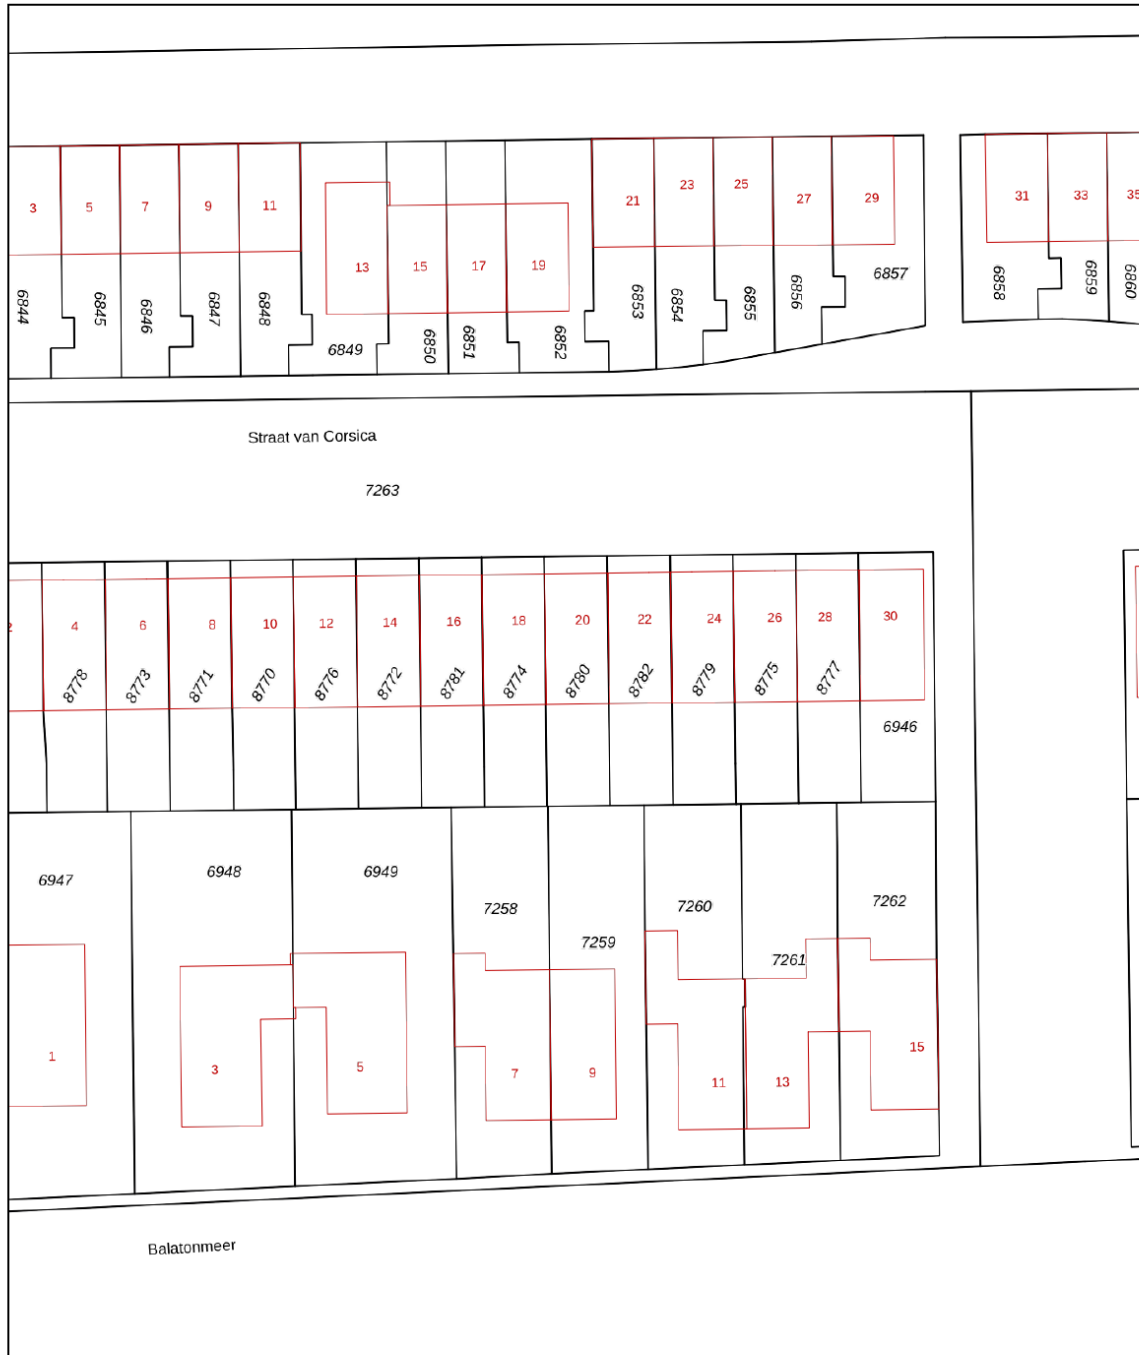 3 5 7 9 11 13 15 17 19 21 23 25 27 29 31 33 35
6844 6845 6846 6847 6848 6849 6850 6851 6852 6853 6854 6855 6856 6857 6858 6859 6860
Straat van Corsica
7263
2 4 6 8 10 12 14 16 18 20 22 24 26 28 30
8778 8773 8771 8770 8776 8772 8781 8774 8780 8782 8779 8775 8777
6946
6947 6948 6949 7258 7259 7260 7261 7262
1 3 5 7 9 11 13 15
Balatonmeer